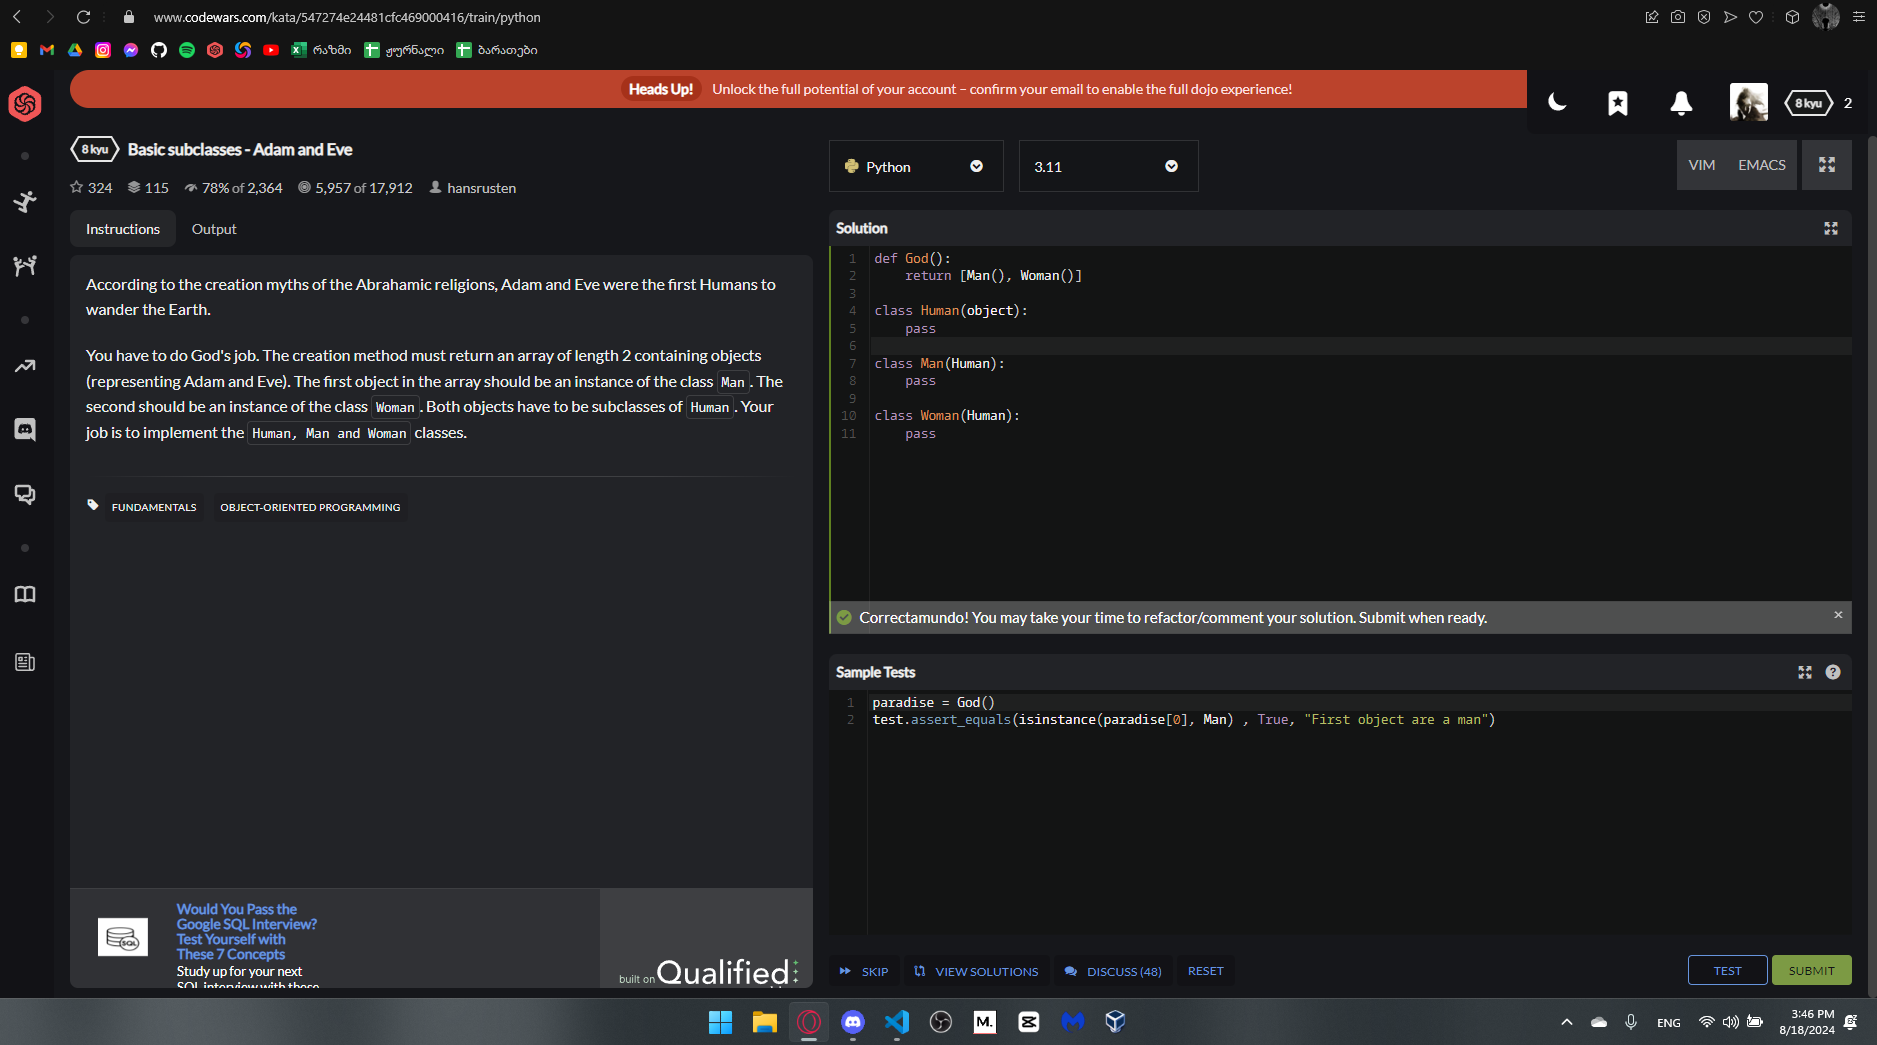 www.codewars.com/kata/547274e24481cfc469000416/train/python
რაზმი
ჟურნალი
ბარათები
Heads Up! Unlock the full potential of your account – confirm your email to enable the full dojo experience!
8 kyu 2
8 kyu Basic subclasses - Adam and Eve
324 115 78% of 2,364 5,957 of 17,912 hansrusten
Python
3.11
VIM EMACS
Instructions Output
According to the creation myths of the Abrahamic religions, Adam and Eve were the first Humans to
wander the Earth.
You have to do God's job. The creation method must return an array of length 2 containing objects
(representing Adam and Eve). The first object in the array should be an instance of the class Man. The
second should be an instance of the class Woman. Both objects have to be subclasses of Human. Your
job is to implement the Human, Man and Woman classes.
FUNDAMENTALS OBJECT-ORIENTED PROGRAMMING
Would You Pass the
Google SQL Interview?
Test Yourself with
These 7 Concepts
Study up for your next
SQL interview with these
SQL
built on Qualified
Solution
1 def God():
2     return [Man(), Woman()]
3
4 class Human(object):
5     pass
6
7 class Man(Human):
8     pass
9
10 class Woman(Human):
11     pass
Correctamundo! You may take your time to refactor/comment your solution. Submit when ready. ×
Sample Tests
?
1 paradise = God()
2 test.assert_equals(isinstance(paradise[0], Man) , True, "First object are a man")
SKIP VIEW SOLUTIONS DISCUSS (48) RESET
TEST SUBMIT
M.
ENG
3:46 PM
8/18/2024